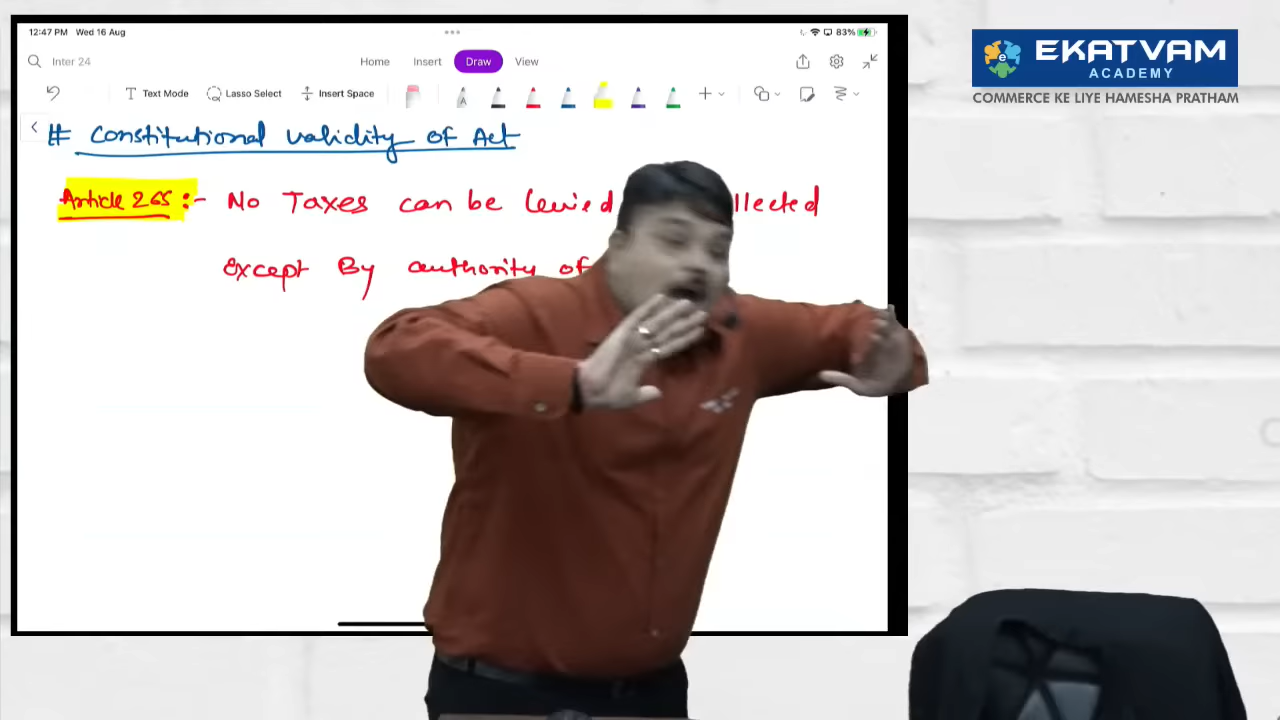 12:47 PM Wed 16 Aug
83%
Inter 24
Home Insert Draw View
Text Mode Lasso Select Insert Space
# Constitutional validity of Act
Article 265 :- No Taxes can be levied llected
Except By authority of
EKATVAM
ACADEMY
COMMERCE KE LIYE HAMESHA PRATHAM